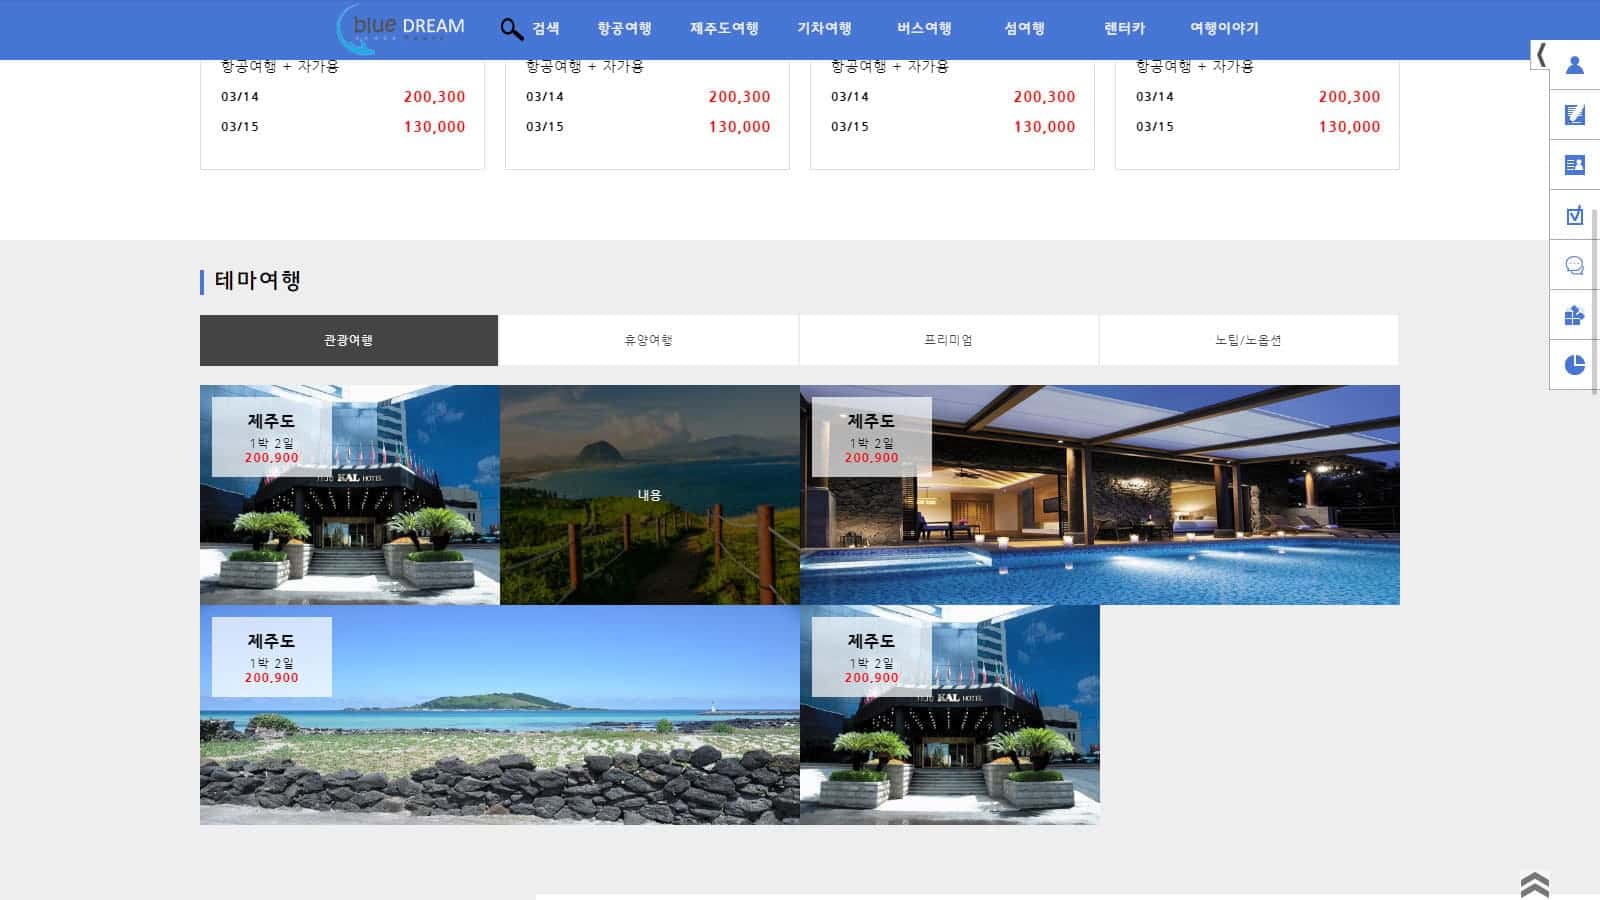 blue DREAM
검색 항공여행 제주도여행 기차여행 버스여행 섬여행 렌터카 여행이야기
항공여행 + 자가용 항공여행 + 자가용 항공여행 + 자가용 항공여행 + 자가용
03/14 200,300 03/14 200,300 03/14 200,300 03/14 200,300
03/15 130,000 03/15 130,000 03/15 130,000 03/15 130,000
테마여행
관광여행 휴양여행 프리미엄 노팁/노옵션
제주도
1박 2일
200,900
KAL HOTEL
내용
제주도
1박 2일
200,900
제주도
1박 2일
200,900
제주도
1박 2일
200,900
KAL HOTEL